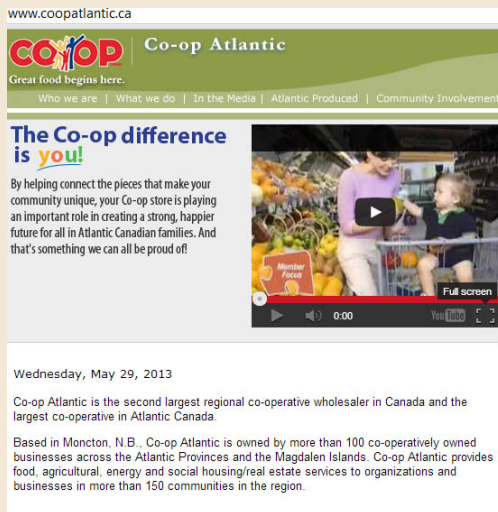 www.coopatlantic.ca
CO-OP
Co-op Atlantic
Great food begins here.
Who we are | What we do | In the Media | Atlantic Produced | Community Involvement
The Co-op difference
is you!
By helping connect the pieces that make your
community unique, your Co-op store is playing
an important role in creating a strong, happier
future for all in Atlantic Canadian families. And
that's something we can all be proud of!
Member
Focus
Full screen
0:00
YouTube
Wednesday, May 29, 2013
Co-op Atlantic is the second largest regional co-operative wholesaler in Canada and the
largest co-operative in Atlantic Canada.
Based in Moncton, N.B., Co-op Atlantic is owned by more than 100 co-operatively owned
businesses across the Atlantic Provinces and the Magdalen Islands. Co-op Atlantic provides
food, agricultural, energy and social housing/real estate services to organizations and
businesses in more than 150 communities in the region.